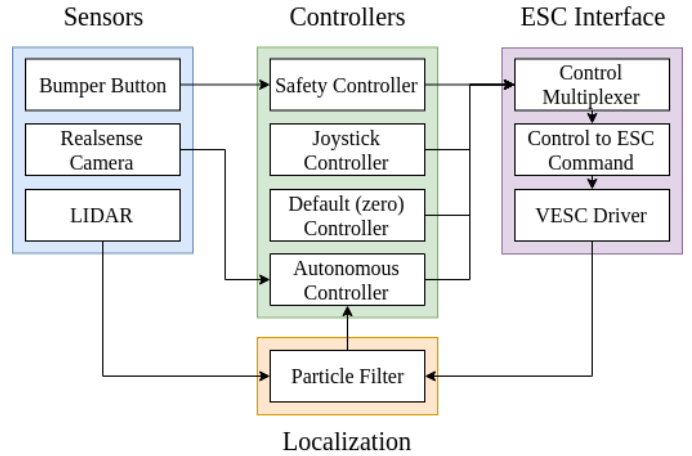 Sensors
Controllers
ESC Interface
Bumper Button
Realsense
Camera
LIDAR
Safety Controller
Joystick
Controller
Default (zero)
Controller
Autonomous
Controller
Control
Multiplexer
Control to ESC
Command
VESC Driver
Particle Filter
Localization